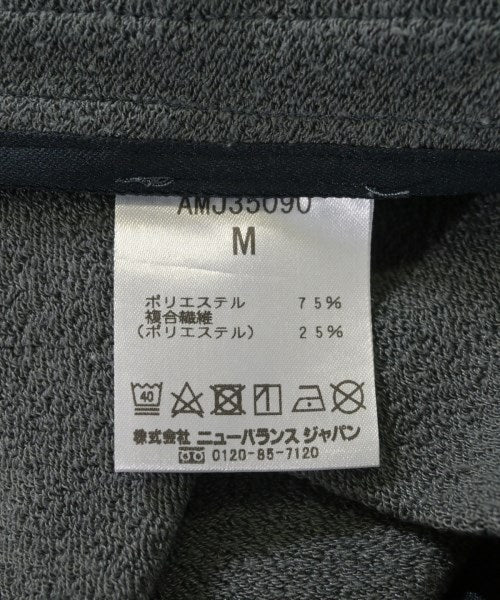 AMJ35090
M
ポリエステル 75%
複合繊維
(ポリエステル) 25%
40
株式会社 ニューバランス ジャパン
0120-85-7120